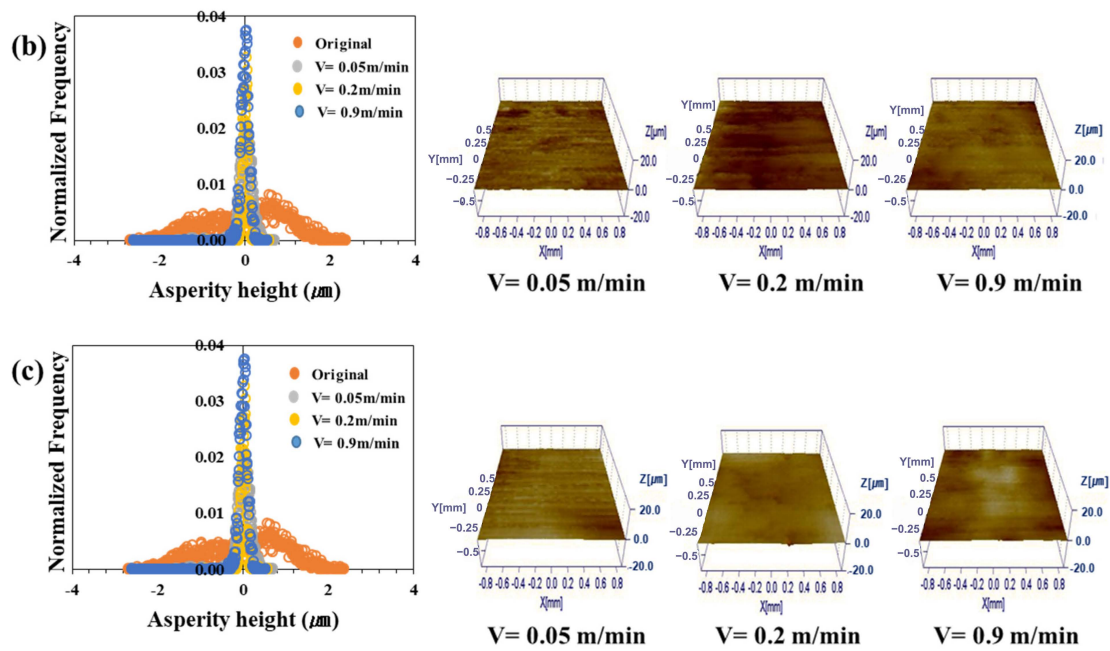 (b)
Normalized Frequency
0.04
0.03
0.02
0.01
0.00
-4
-2
0
2
4
Asperity height (㎛)
Original
V= 0.05m/min
V= 0.2m/min
V= 0.9m/min
Y[mm]
0.5
0.25
0
−0.25
−0.5
Z[㎛]
20.0
0.0
-20.0
-0.8 -0.6 -0.4 -0.2 0.0 0.2 0.4 0.6 0.8
X[mm]
V= 0.05 m/min
Y[mm]
0.5
0.25
0
Y[mm]
−0.25
−0.5
Z[㎛]
20.0
0.0
-20.0
-0.8 -0.6 -0.4 -0.2 0.0 0.2 0.4 0.6 0.8
X[mm]
V= 0.2 m/min
Y[mm]
0.5
0.25
0
Y[mm]
−0.25
−0.5
Z[㎛]
20.0
0.0
-20.0
-0.8 -0.6 -0.4 -0.2 0.0 0.2 0.4 0.6 0.8
X[mm]
V= 0.9 m/min
(c)
Normalized Frequency
0.04
0.03
0.02
0.01
0.00
-4
-2
0
2
4
Asperity height (㎛)
Original
V= 0.05m/min
V= 0.2m/min
V= 0.9m/min
Y[mm]
0.5
0.25
0
Y[mm]
−0.25
−0.5
Z[㎛]
20.0
0.0
-20.0
-0.8 -0.6 -0.4 -0.2 0.0 0.2 0.4 0.6 0.8
X[mm]
V= 0.05 m/min
Y[mm]
0.5
0.25
0
−0.25
−0.5
Z[㎛]
20.0
0.0
-20.0
-0.8 -0.6 -0.4 -0.2 0.0 0.2 0.4 0.6 0.8
X[mm]
V= 0.2 m/min
Y[mm]
0.5
0.25
0
−0.25
−0.5
Z[㎛]
20.0
0.0
-20.0
-0.8 -0.6 -0.4 -0.2 0.0 0.2 0.4 0.6 0.8
X[mm]
V= 0.9 m/min